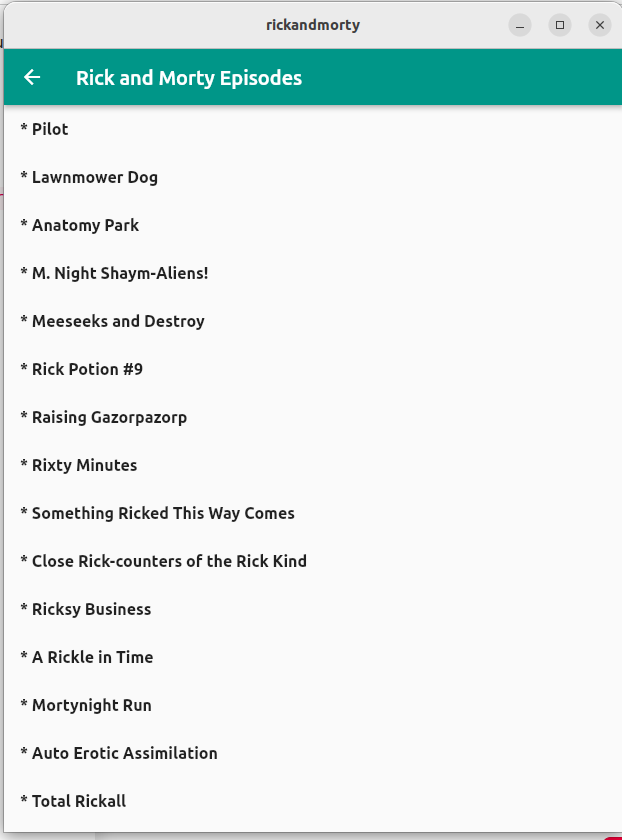 rickandmorty
Rick and Morty Episodes
* Pilot
* Lawnmower Dog
* Anatomy Park
* M. Night Shaym-Aliens!
* Meeseeks and Destroy
* Rick Potion #9
* Raising Gazorpazorp
* Rixty Minutes
* Something Ricked This Way Comes
* Close Rick-counters of the Rick Kind
* Ricksy Business
* A Rickle in Time
* Mortynight Run
* Auto Erotic Assimilation
* Total Rickall